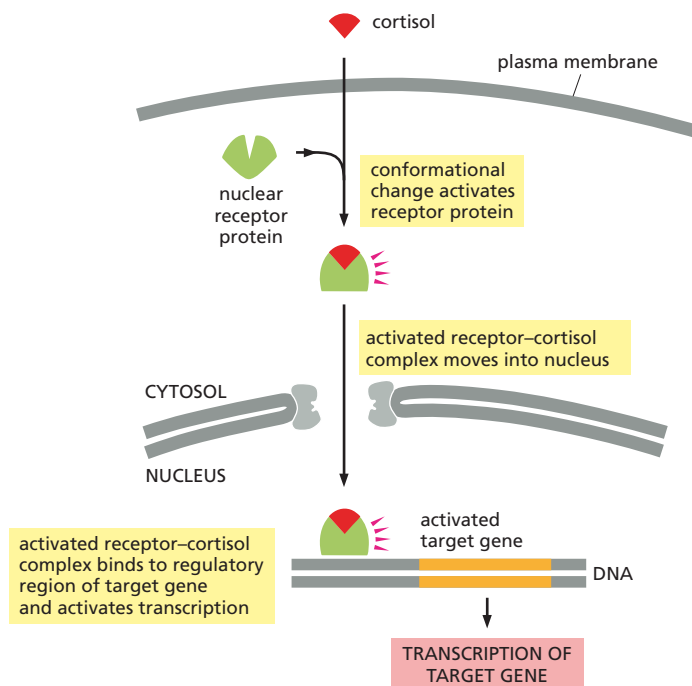 cortisol
plasma membrane
nuclear
receptor
protein
conformational
change activates
receptor protein
activated receptor–cortisol
complex moves into nucleus
CYTOSOL
NUCLEUS
activated receptor–cortisol
complex binds to regulatory
region of target gene
and activates transcription
activated
target gene
DNA
TRANSCRIPTION OF
TARGET GENE